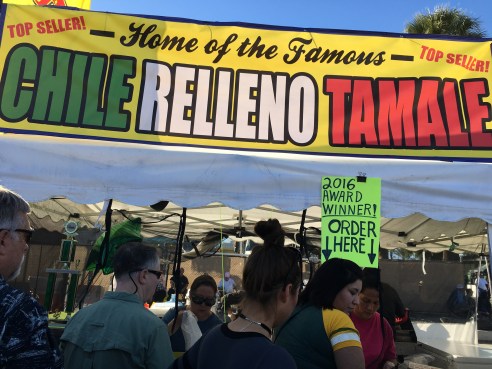 TOP SELLER!
Home of the Famous
TOP SELLER!
CHILE RELLENO TAMALE
2016
AWARD
WINNER!
ORDER
HERE!